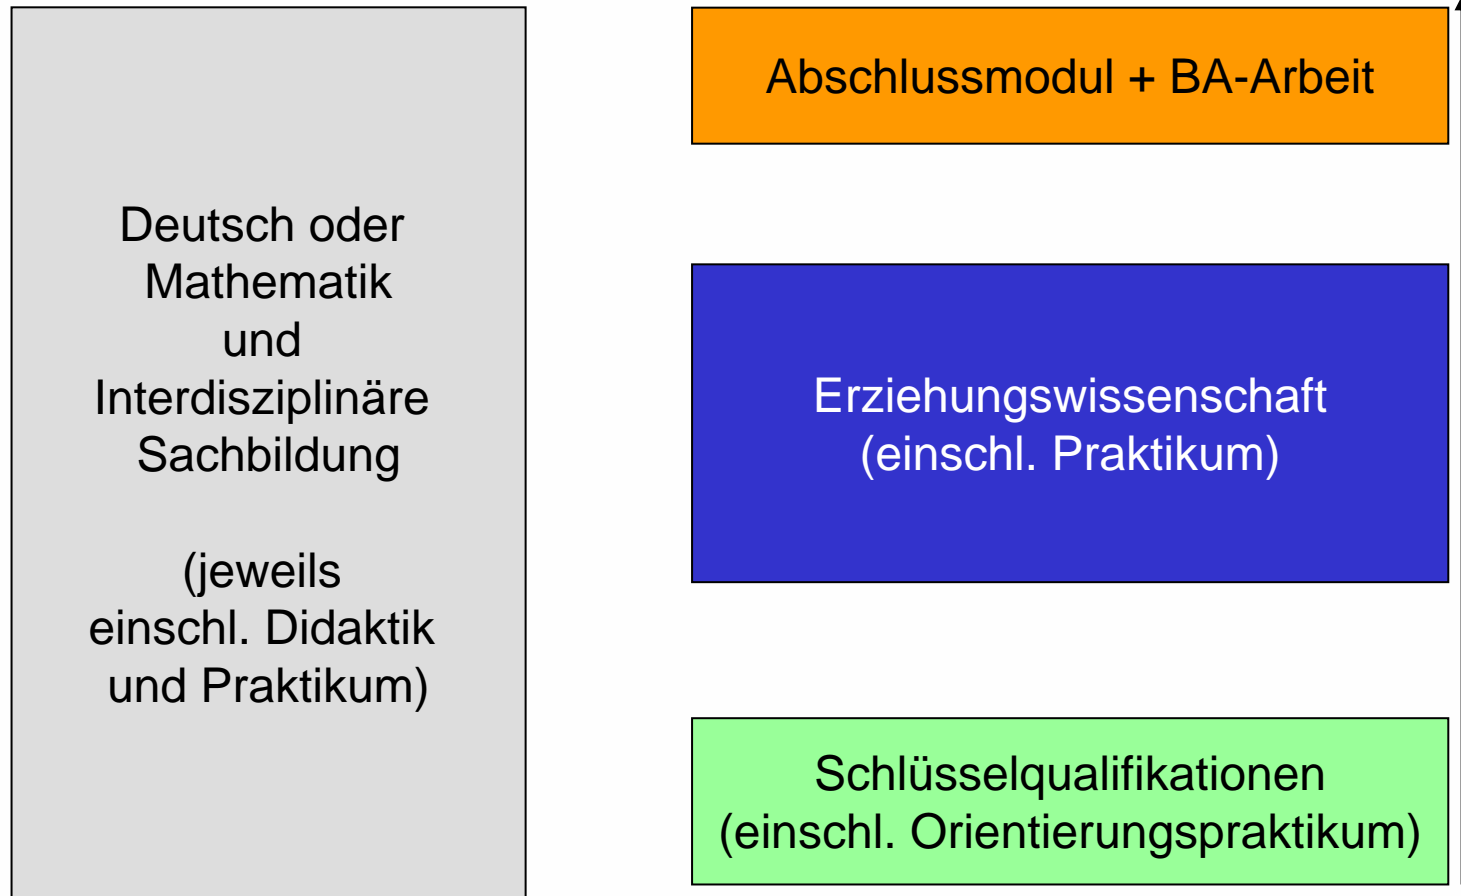 Deutsch oder
Mathematik
und
Interdisziplinäre
Sachbildung
(jeweils
einschl. Didaktik
und Praktikum)
Abschlussmodul + BA-Arbeit
Erziehungswissenschaft
(einschl. Praktikum)
Schlüsselqualifikationen
(einschl. Orientierungspraktikum)